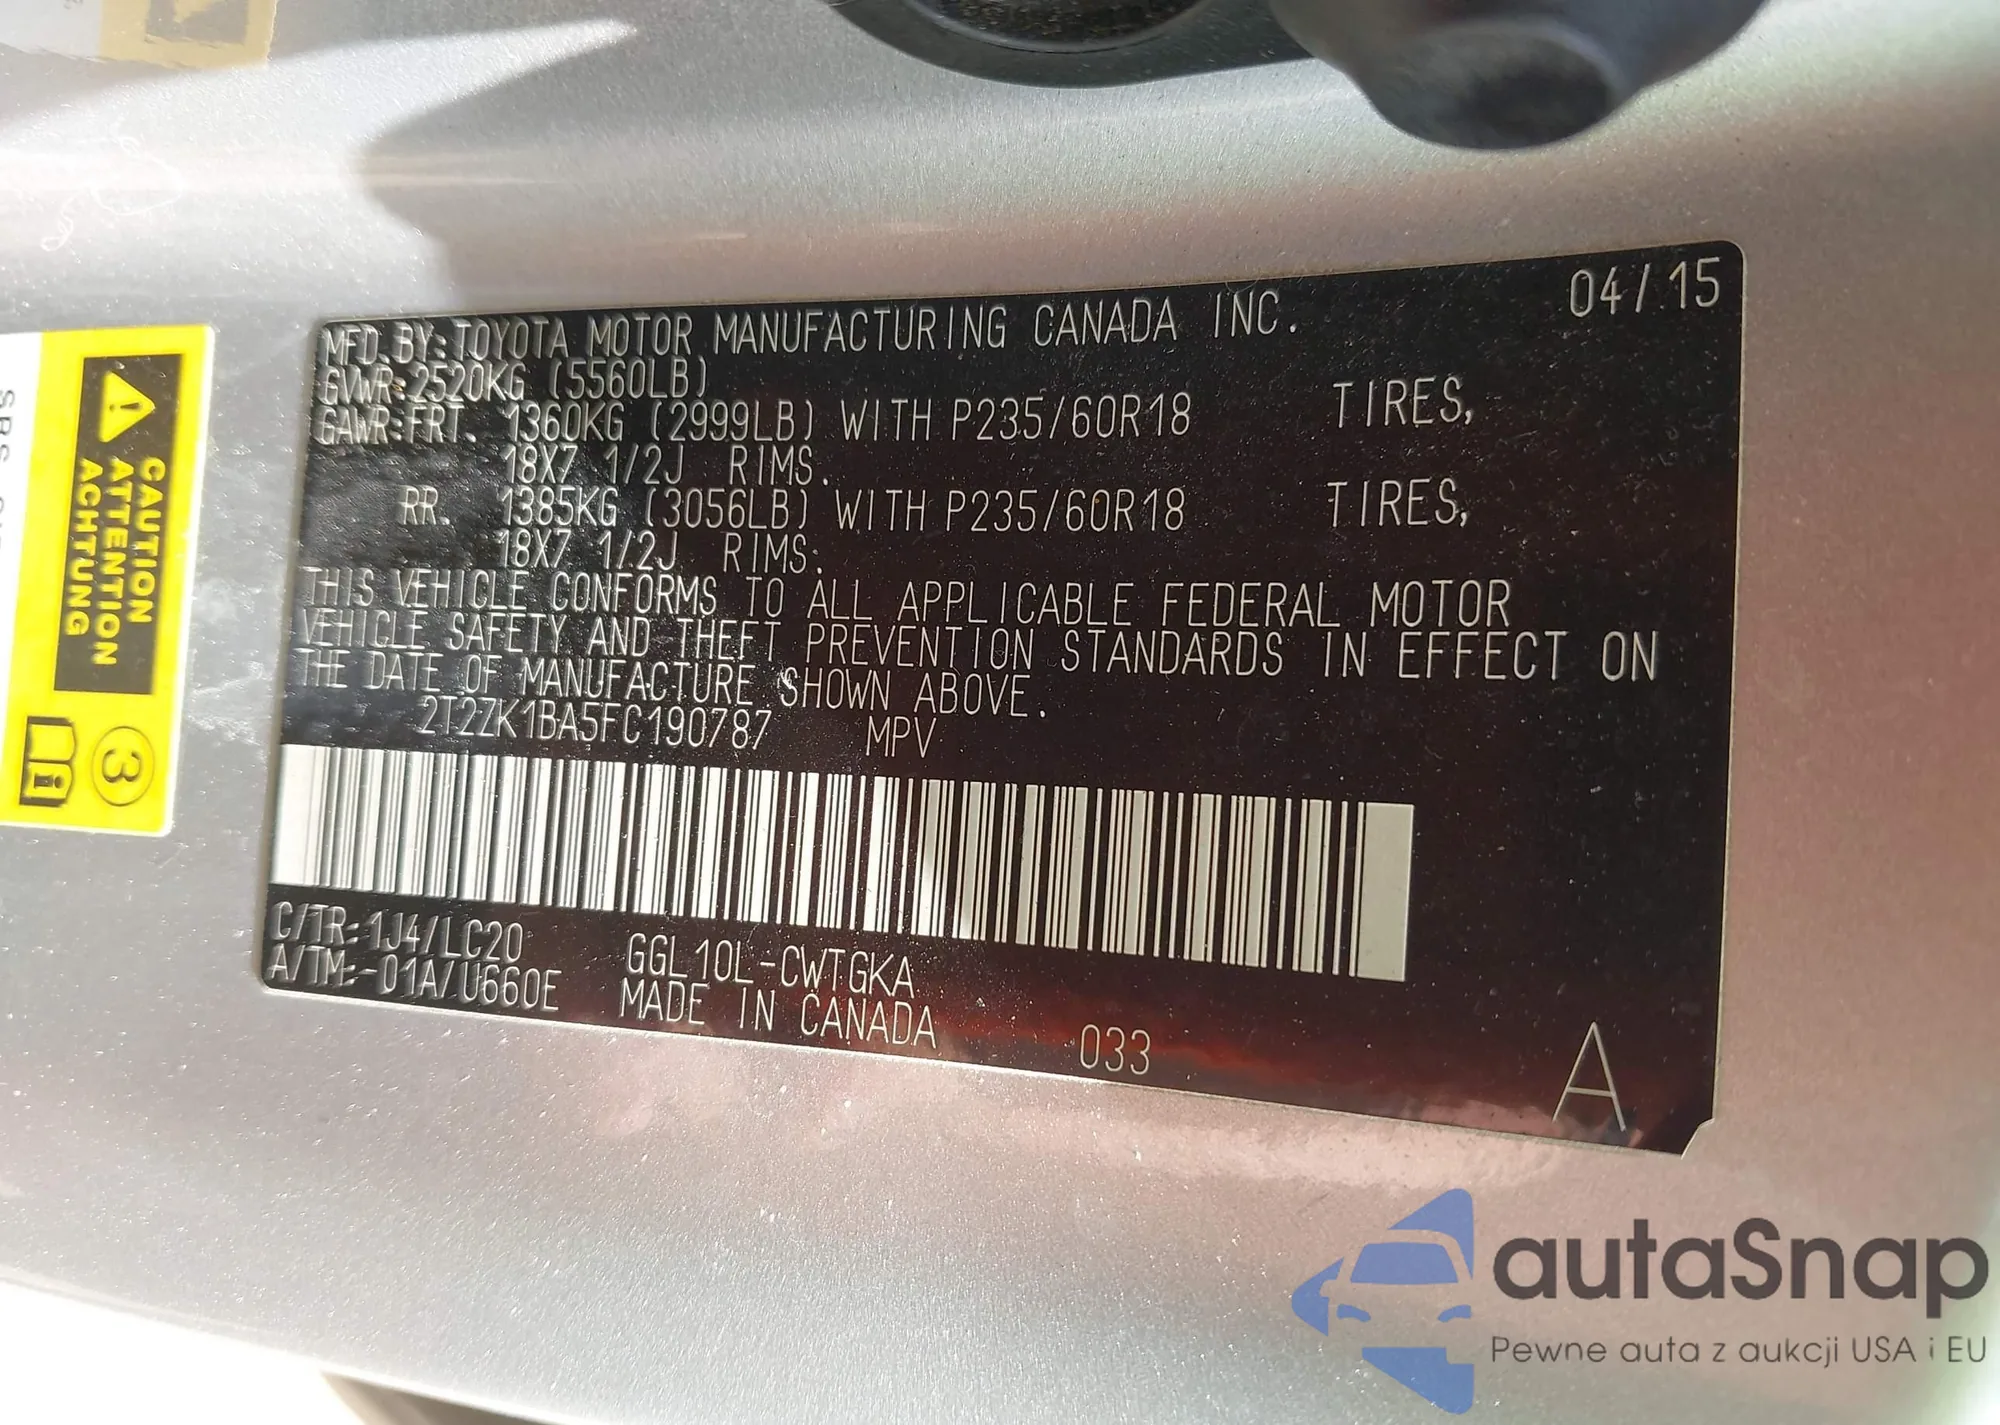 04/15
MFD.BY:TOYOTA MOTOR MANUFACTURING CANADA INC.
GVWR:2520KG (5560LB)
GAWR:FRT. 1360KG (2999LB) WITH P235/60R18 TIRES,
18X7 1/2J RIMS.
RR. 1385KG (3056LB) WITH P235/60R18 TIRES,
18X7 1/2J RIMS.
THIS VEHICLE CONFORMS TO ALL APPLICABLE FEDERAL MOTOR
VEHICLE SAFETY AND THEFT PREVENTION STANDARDS IN EFFECT ON
THE DATE OF MANUFACTURE SHOWN ABOVE.
2T2ZK1BA5FC190787 MPV
C/TR:1J4/LC20 GGL10L-CWTGKA
A/TM:-01A/U660E MADE IN CANADA 033
A
CAUTION
ATTENTION
ACHTUNG
3
SRS
autaSnap
Pewne auta z aukcji USA i EU